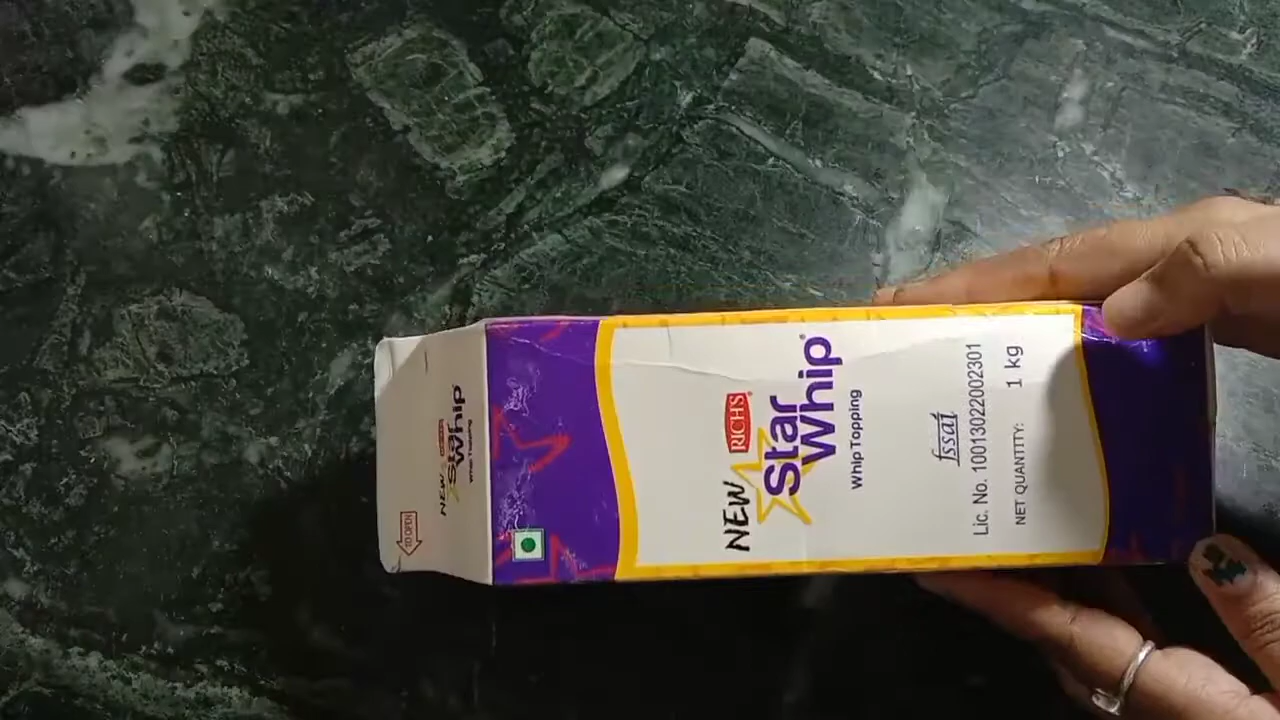 TO OPEN
NEW RICH'S
Star
Whip
Whip Topping
NEW
RICH'S®
Star
Whip®
Whip Topping
fssai
Lic. No. 10013022002301
NET QUANTITY: 1 kg